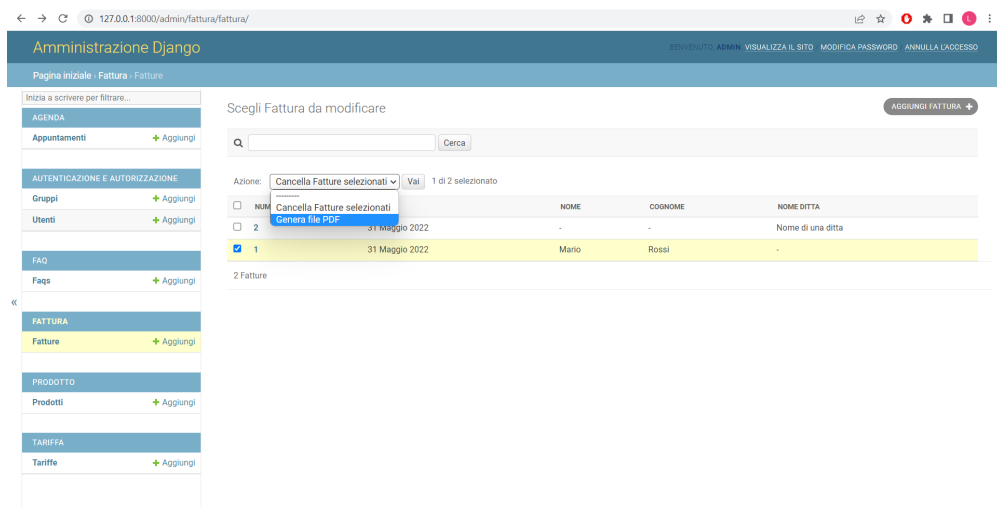 127.0.0.1:8000/admin/fattura/fattura/
L
Amministrazione Django
BENVENUTO, ADMIN. VISUALIZZA IL SITO MODIFICA PASSWORD ANNULLA L'ACCESSO
Pagina iniziale › Fattura › Fatture
Inizia a scrivere per filtrare...
AGENDA
Appuntamenti + Aggiungi
AUTENTICAZIONE E AUTORIZZAZIONE
Gruppi + Aggiungi
Utenti + Aggiungi
FAQ
Faqs + Aggiungi
«
FATTURA
Fatture + Aggiungi
PRODOTTO
Prodotti + Aggiungi
TARIFFA
Tariffe + Aggiungi
Scegli Fattura da modificare
AGGIUNGI FATTURA +
Cerca
Azione: Cancella Fatture selezionati Vai 1 di 2 selezionato
---------
Cancella Fatture selezionati
Genera file PDF
NUM NOME COGNOME NOME DITTA
2 31 Maggio 2022 - - Nome di una ditta
1 31 Maggio 2022 Mario Rossi -
2 Fatture